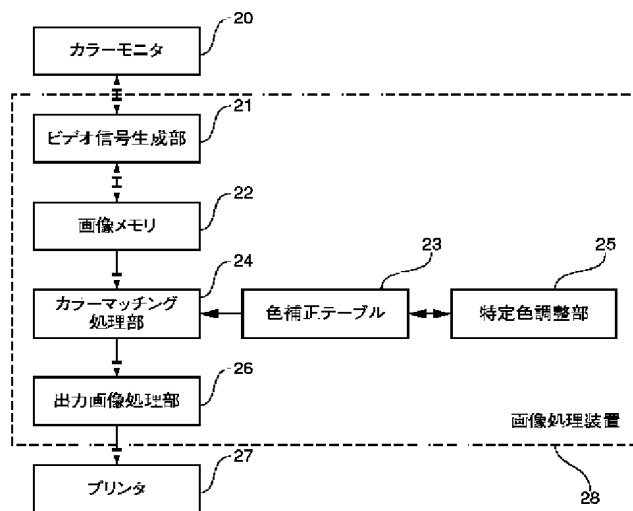 カラーモニタ
20
ビデオ信号生成部
21
画像メモリ
22
カラーマッチング
処理部
24
色補正テーブル
23
特定色調整部
25
出力画像処理部
26
画像処理装置
28
プリンタ
27